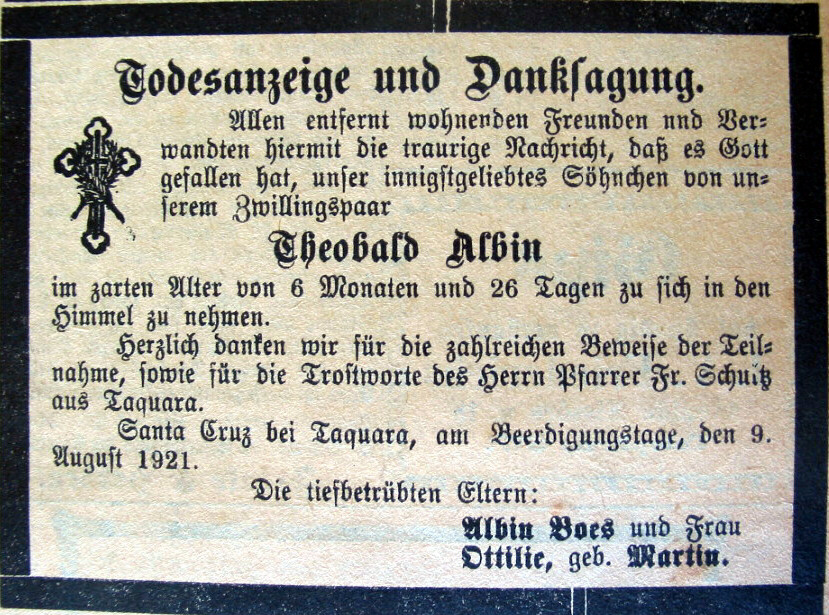 Todesanzeige und Danksagung.
Allen entfernt wohnenden Freunden nnd Ver-
wandten hiermit die traurige Nachricht, daß es Gott
gefallen hat, unser innigstgeliebtes Söhnchen von un-
serem Zwillingspaar
Theobald Albin
im zarten Alter von 6 Monaten und 26 Tagen zu sich in den
Himmel zu nehmen.
Herzlich danken wir für die zahlreichen Beweise der Teil-
nahme, sowie für die Trostworte des Herrn Pfarrer Fr.
aus Taquara.
Santa Cruz bei Taquara, am Beerdigungstage, den 9.
August 1921.
Die tiefbetrübten Eltern:
Albin Boes und Frau
Ottilie, geb. Martin.